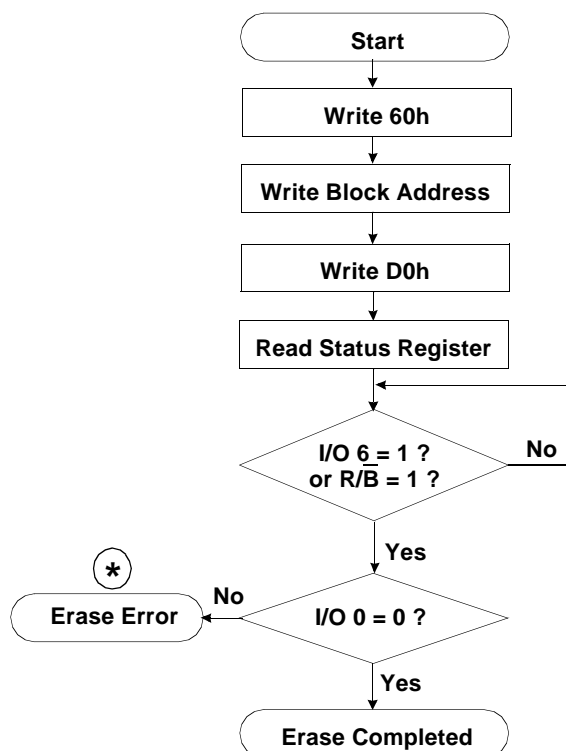 Start
Write 60h
Write Block Address
Write D0h
Read Status Register
I/O 6 = 1 ?
or R/B̅ = 1 ?
No
Yes
*
No
Erase Error
I/O 0 = 0 ?
Yes
Erase Completed